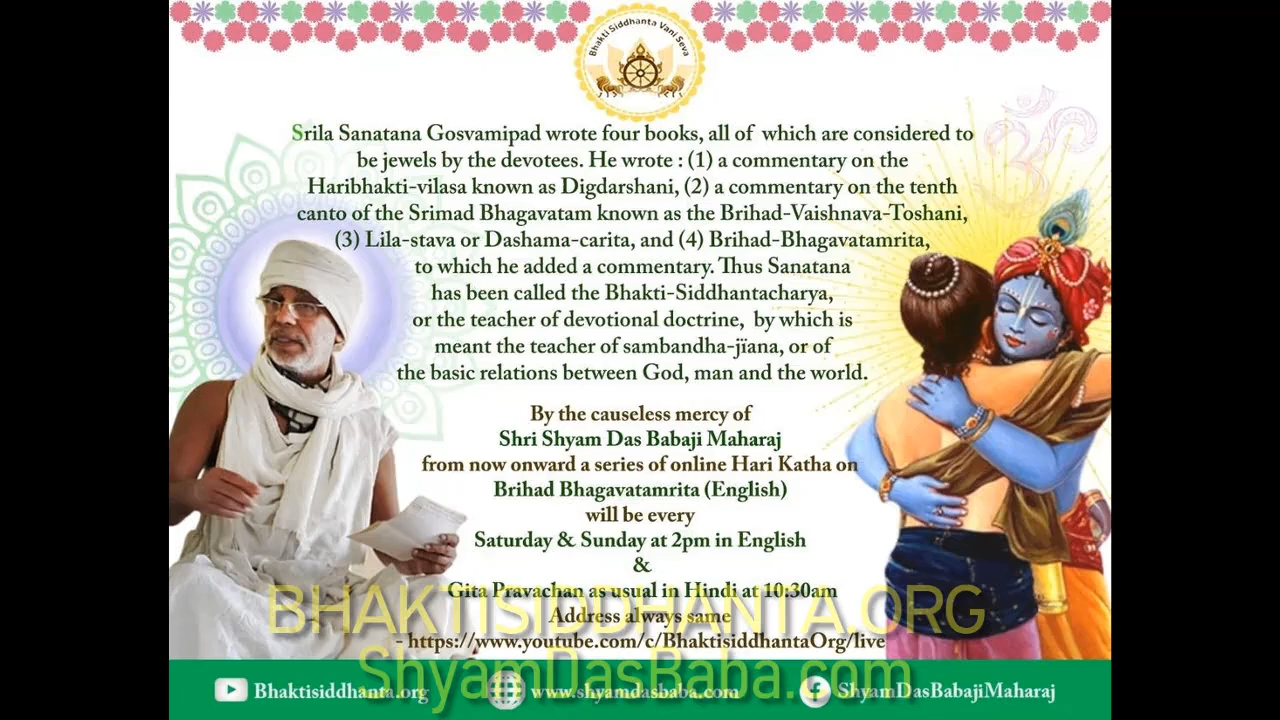 Bhakti Siddhanta Vani Seva
Srila Sanatana Gosvamipad wrote four books, all of which are considered to
be jewels by the devotees. He wrote : (1) a commentary on the
Haribhakti-vilasa known as Digdarshani, (2) a commentary on the tenth
canto of the Srimad Bhagavatam known as the Brihad-Vaishnava-Toshani,
(3) Lila-stava or Dashama-carita, and (4) Brihad-Bhagavatamrita,
to which he added a commentary. Thus Sanatana
has been called the Bhakti-Siddhantacharya,
or the teacher of devotional doctrine, by which is
meant the teacher of sambandha-jïana, or of
the basic relations between God, man and the world.
By the causeless mercy of
Shri Shyam Das Babaji Maharaj
from now onward a series of online Hari Katha on
Brihad Bhagavatamrita (English)
will be every
Saturday & Sunday at 2pm in English
&
Gita Pravachan as usual in Hindi at 10:30am
BHAKTISIDDHANTA.ORG
Address always same
- https://www.youtube.com/c/BhaktisiddhantaOrg/live
ShyamDasBaba.com
Bhaktisiddhanta.org
www.shyamdasbaba.com
ShyamDasBabajiMaharaj
ॐ